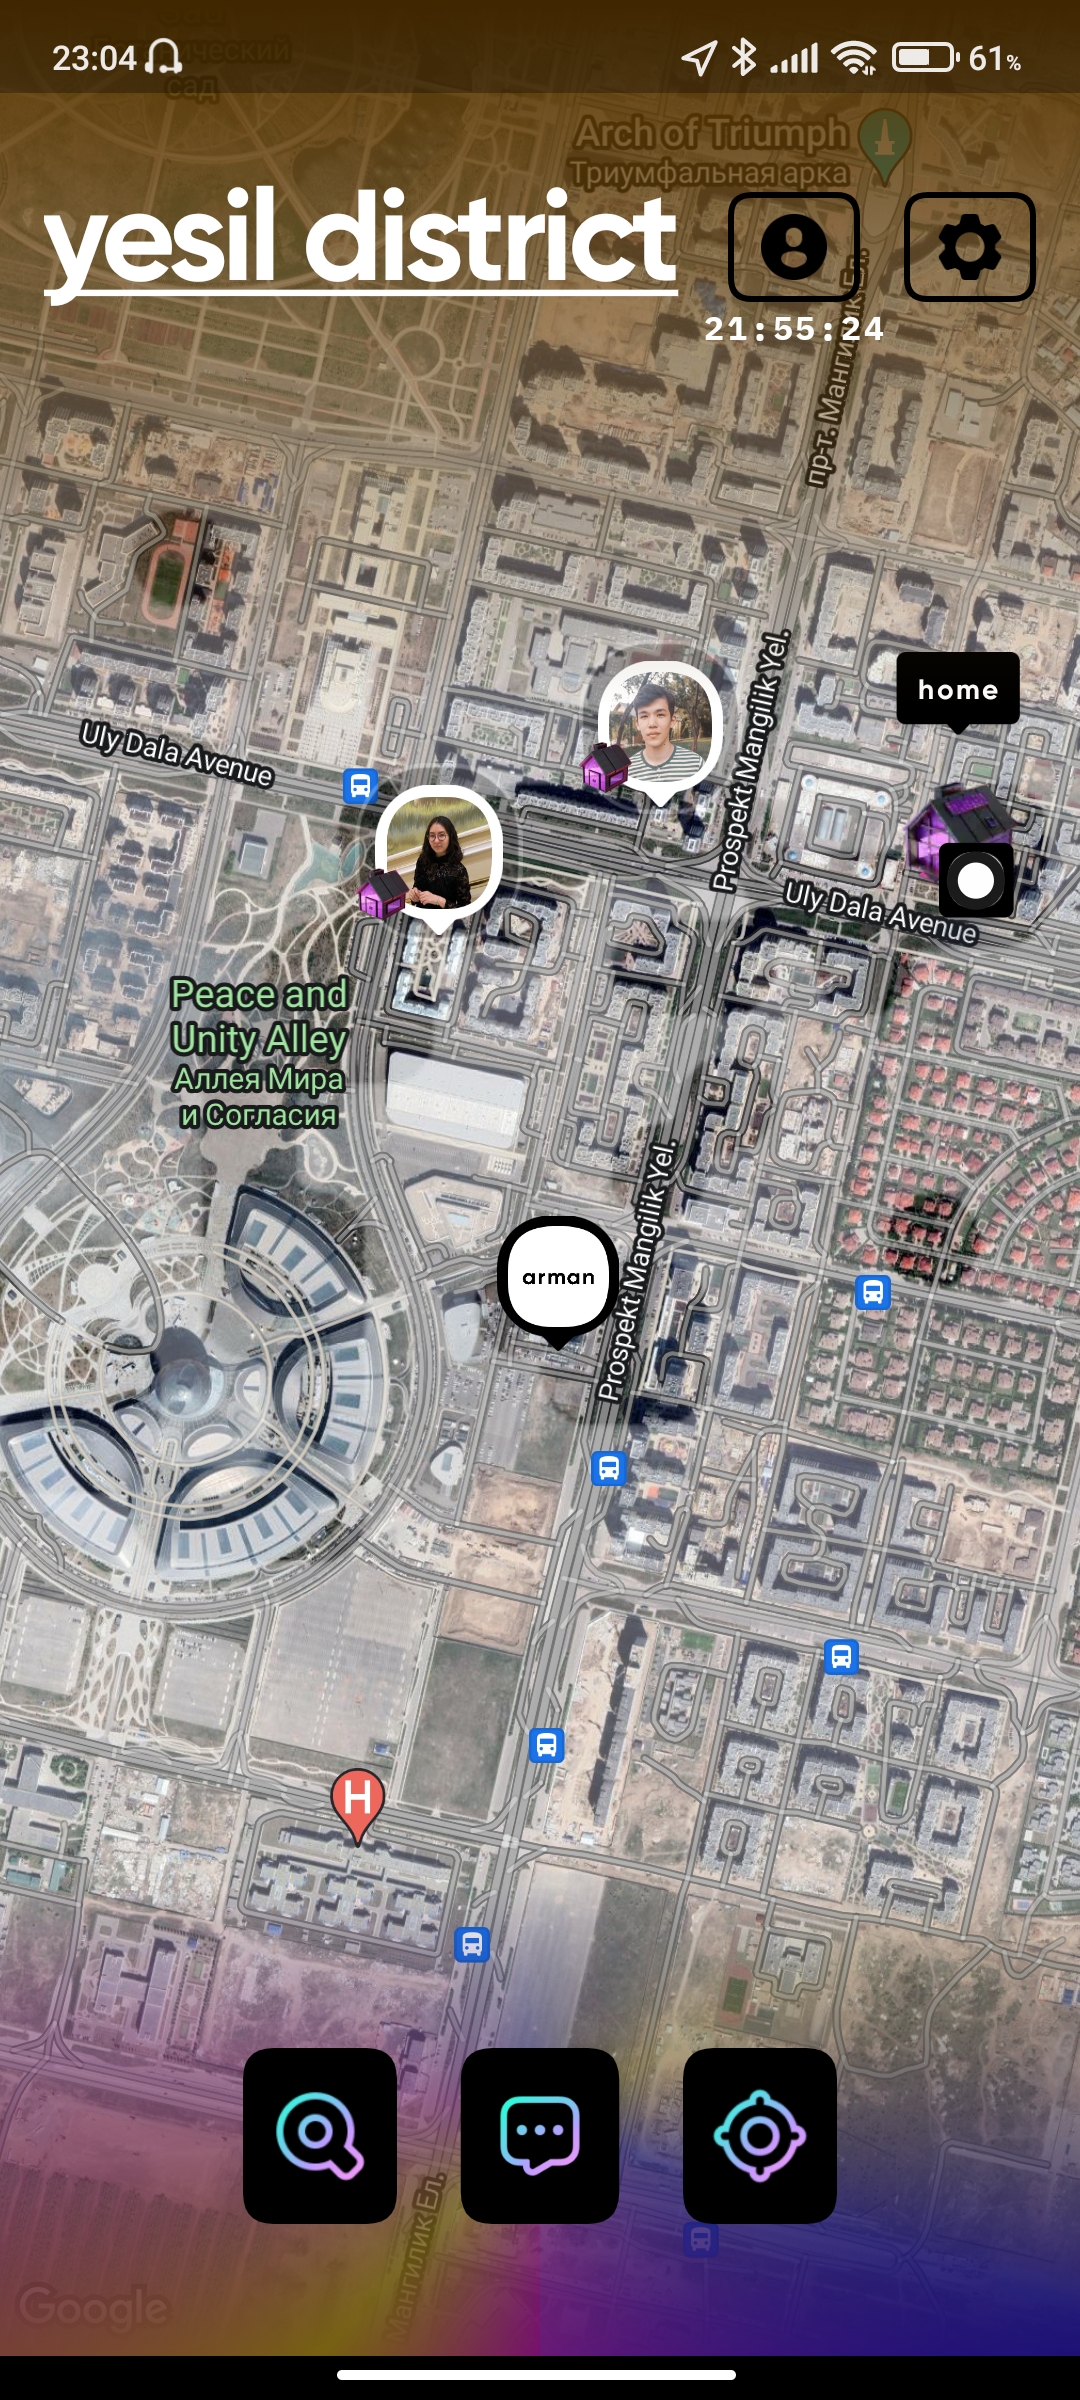 23:04
61%
ический
сад
Arch of Triumph
Триумфальная арка
yesil district
21:55:24
пр-т. Мангилик Ел.
home
Prospekt Mangilik Yel.
Uly Dala Avenue
Uly Dala Avenue
Peace and
Unity Alley
Аллея Мира
и Согласия
Prospekt Mangilik Yel.
arman
H
Мангилик Ел.
Google